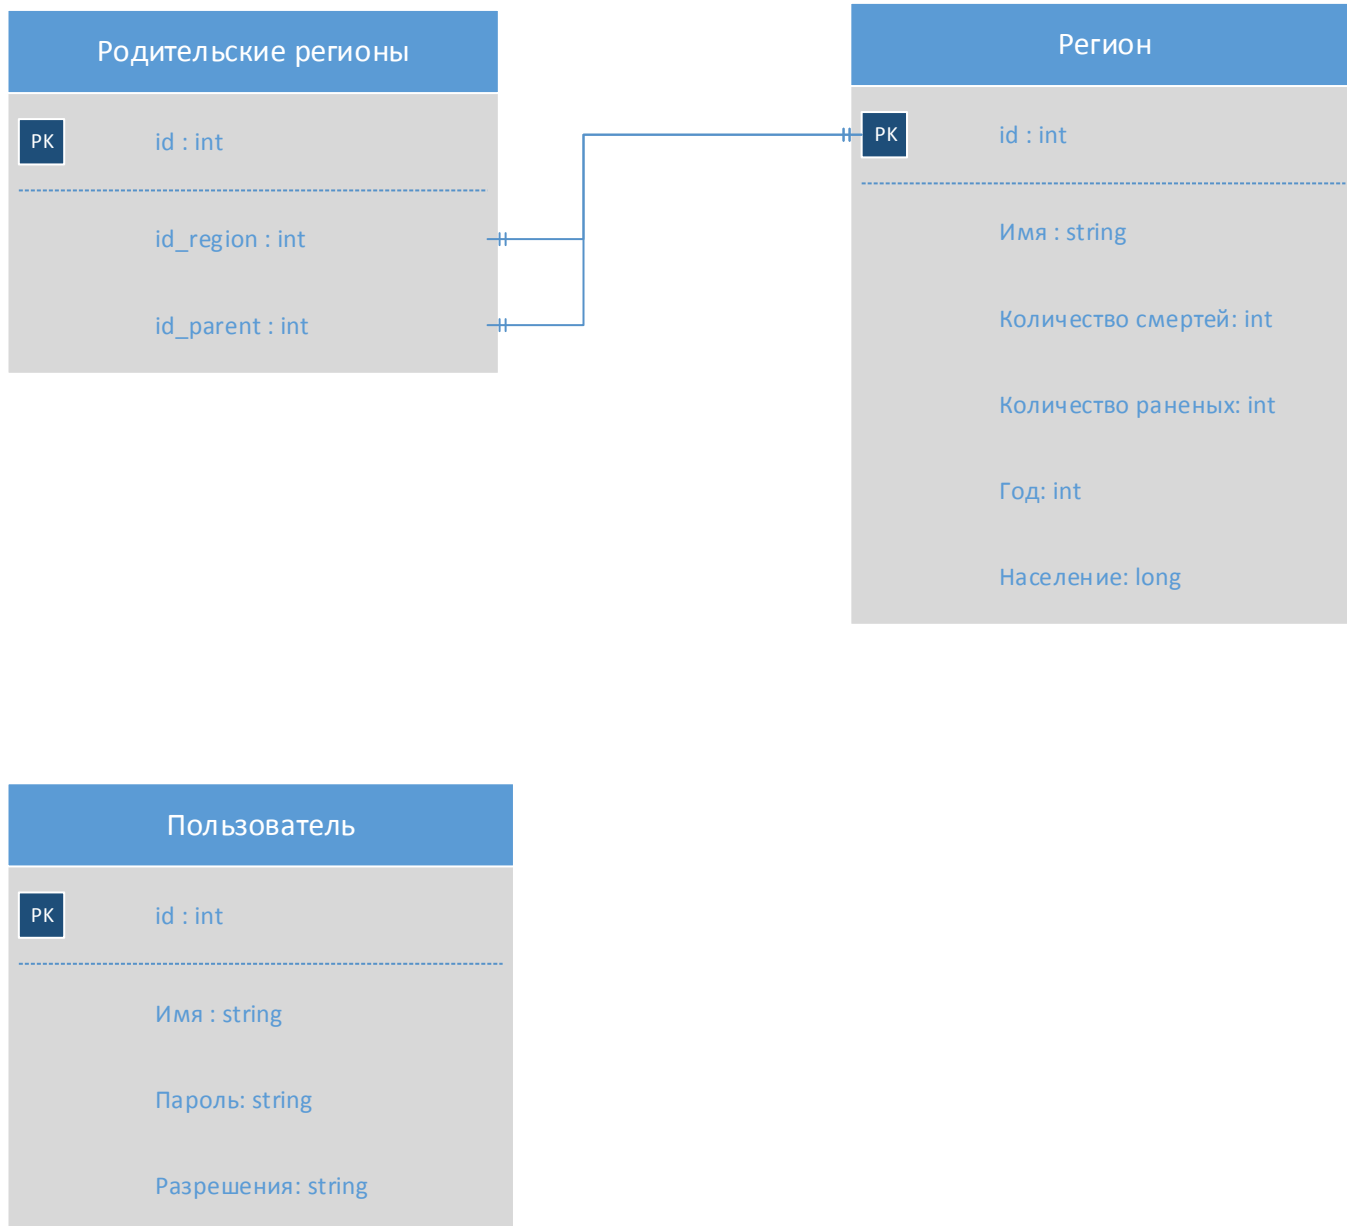 Родительские регионы
PK
id : int
id_region : int
id_parent : int
Регион
PK
id : int
Имя : string
Количество смертей: int
Количество раненых: int
Год: int
Население: long
Пользователь
PK
id : int
Имя : string
Пароль: string
Разрешения: string